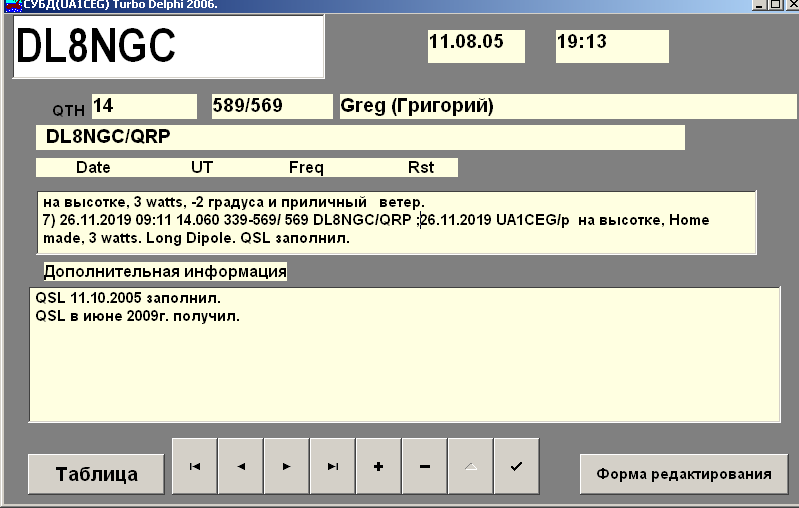 СУБД(UA1CEG) Turbo Delphi 2006.
DL8NGC
11.08.05
19:13
QTH
14
589/569
Greg (Григорий)
DL8NGC/QRP
Date UT Freq Rst
на высотке, 3 watts, -2 градуса и приличный ветер.
7) 26.11.2019 09:11 14.060 339-569/ 569 DL8NGC/QRP ;26.11.2019 UA1CEG/p на высотке, Home
made, 3 watts. Long Dipole. QSL заполнил.
Дополнительная информация
QSL 11.10.2005 заполнил.
QSL в июне 2009г. получил.
Таблица
Форма редактирования